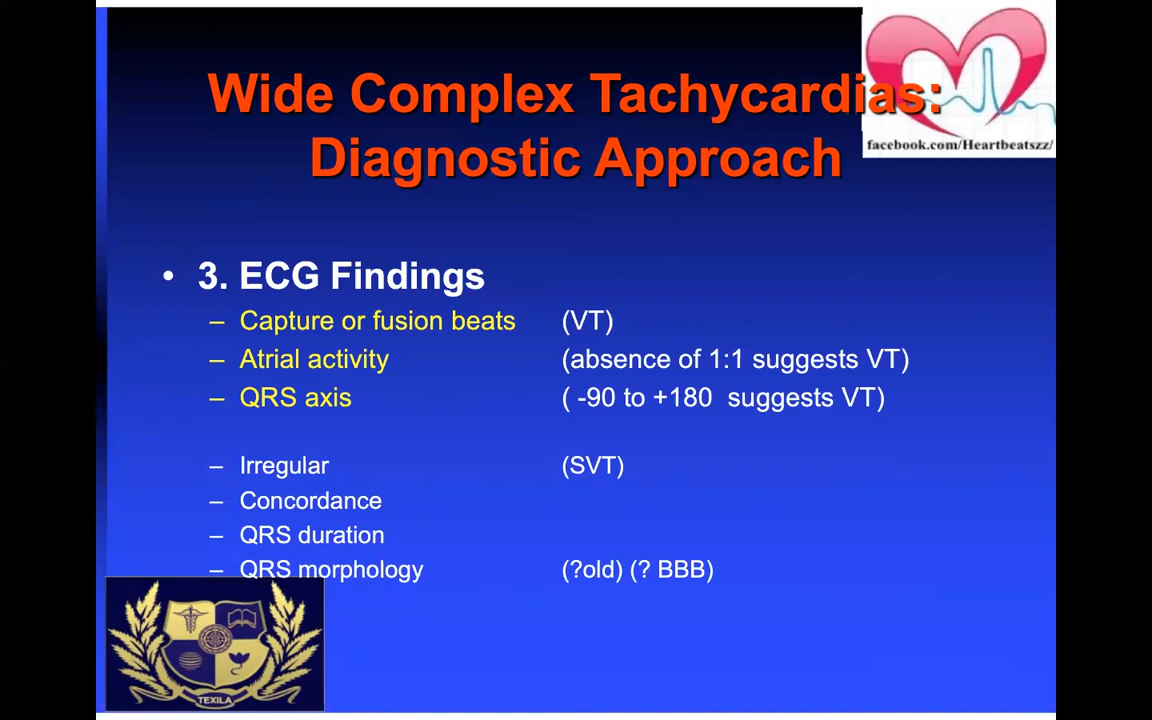 Wide Complex Tachycardias:
Diagnostic Approach
facebook.com/Heartbeatszz/
• 3. ECG Findings
– Capture or fusion beats (VT)
– Atrial activity (absence of 1:1 suggests VT)
– QRS axis ( -90 to +180 suggests VT)
– Irregular (SVT)
– Concordance
– QRS duration
– QRS morphology (?old) (? BBB)
TEXILA